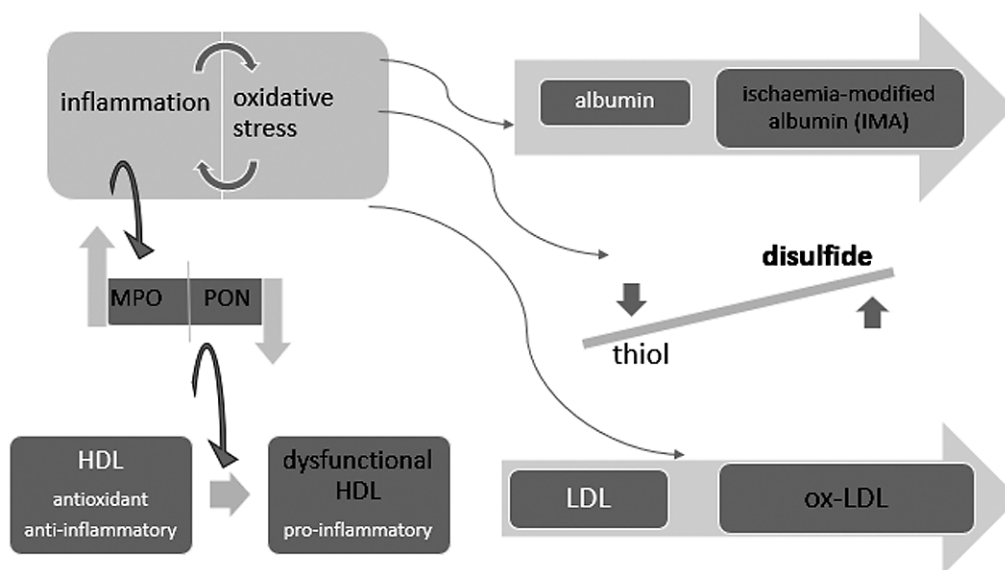 inflammation
oxidative
stress
albumin
ischaemia-modified
albumin (IMA)
disulfide
thiol
MPO
PON
HDL
antioxidant
anti-inflammatory
dysfunctional
HDL
pro-inflammatory
LDL
ox-LDL